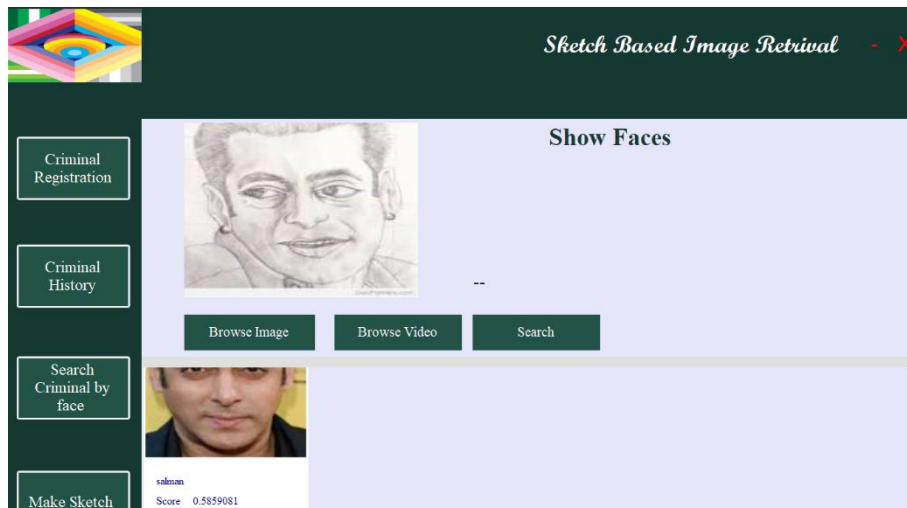 Sketch Based Image Retrival - X
Show Faces
Criminal
Registration
Criminal
History
--
Browse Image
Browse Video
Search
Search
Criminal by
face
salman
Score 0.5859081
Make Sketch